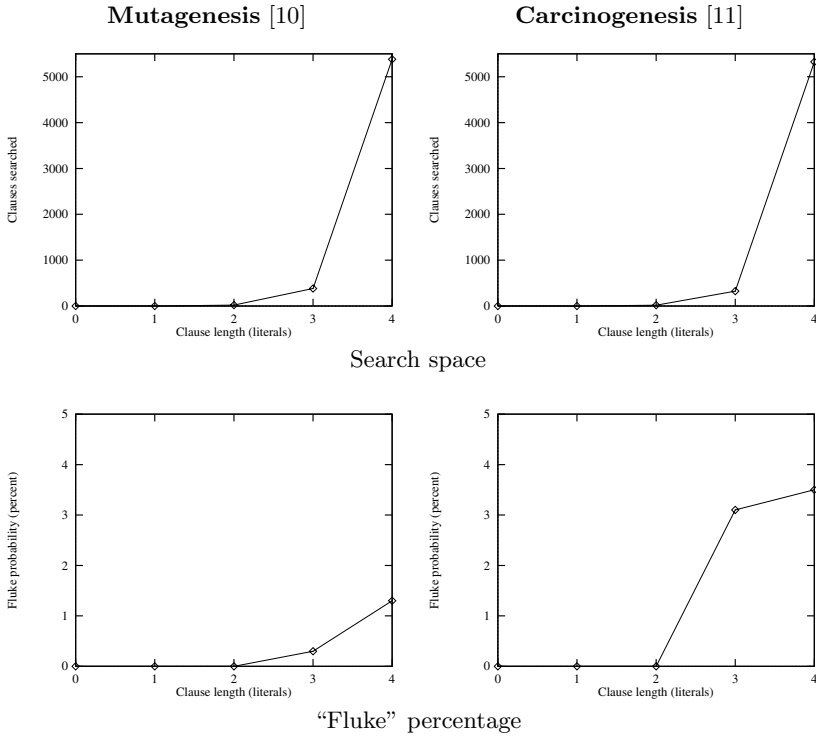 Mutagenesis [10]
Carcinogenesis [11]
5000
4000
3000
2000
1000
0
Clauses searched
0 1 2 3 4
Clause length (literals)
5000
4000
3000
2000
1000
0
Clauses searched
0 1 2 3 4
Clause length (literals)
Search space
5
4
3
2
1
0
Fluke probability (percent)
0 1 2 3 4
Clause length (literals)
5
4
3
2
1
0
Fluke probability (percent)
0 1 2 3 4
Clause length (literals)
“Fluke” percentage